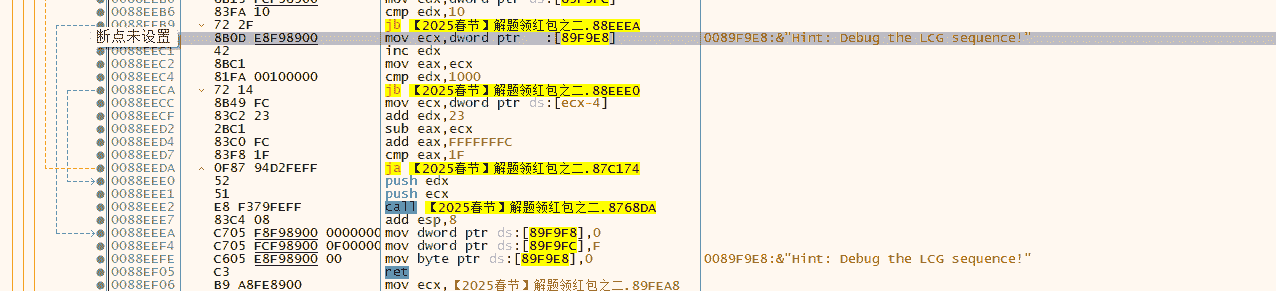 83FA 10 cmp edx,10
0088EEB9 72 2F jb 【2025春节】解题领红包之二.88EEEA
断点未设置 8B0D E8F98900 mov ecx,dword ptr :[89F9E8] 0089F9E8:&"Hint: Debug the LCG sequence!"
0088EEC1 42 inc edx
0088EEC2 8BC1 mov eax,ecx
0088EEC4 81FA 00100000 cmp edx,1000
0088EECA 72 14 jb 【2025春节】解题领红包之二.88EEE0
0088EECC 8B49 FC mov ecx,dword ptr ds:[ecx-4]
0088EECF 83C2 23 add edx,23
0088EED2 2BC1 sub eax,ecx
0088EED4 83C0 FC add eax,FFFFFFFC
0088EED7 83F8 1F cmp eax,1F
0088EEDA 0F87 94D2FEFF ja 【2025春节】解题领红包之二.87C174
0088EEE0 52 push edx
0088EEE1 51 push ecx
0088EEE2 E8 F379FEFF call 【2025春节】解题领红包之二.8768DA
0088EEE7 83C4 08 add esp,8
0088EEEA C705 F8F98900 0000000 mov dword ptr ds:[89F9F8],0
0088EEF4 C705 FCF98900 0F00000 mov dword ptr ds:[89F9FC],F
0088EEFE C605 E8F98900 00 mov byte ptr ds:[89F9E8],0 0089F9E8:&"Hint: Debug the LCG sequence!"
0088EF05 C3 ret
0088EF06 B9 A8FE8900 mov ecx,【2025春节】解题领红包之二.89FEA8